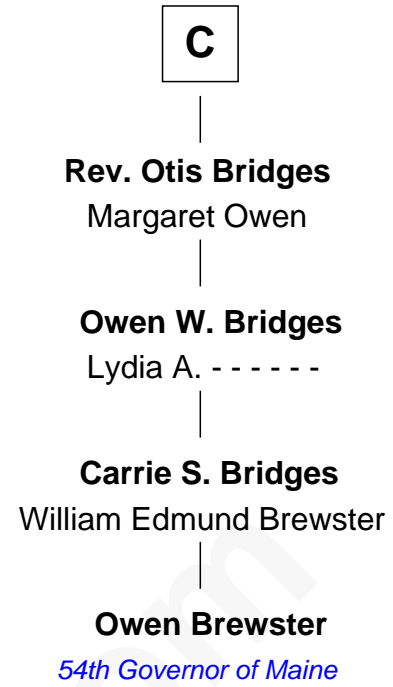 C
Rev. Otis Bridges
Margaret Owen
Owen W. Bridges
Lydia A. - - - - - -
Carrie S. Bridges
William Edmund Brewster
Owen Brewster
54th Governor of Maine